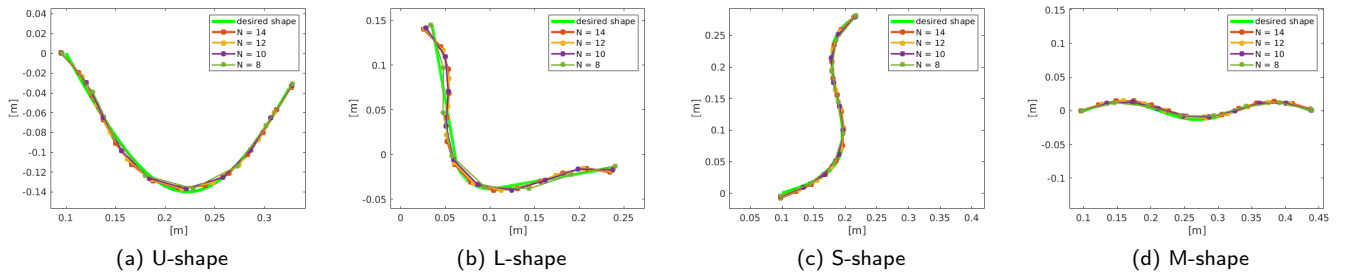 0
-0.02
-0.04
-0.06
-0.08
-0.1
-0.12
-0.14
[m]
0.1 0.15 0.2 0.25 0.3
[m]
desired shape
N = 14
N = 12
N = 10
N = 8
(a) U-shape
0.15
0.1
0.05
0
-0.05
[m]
0 0.05 0.1 0.15 0.2 0.25
[m]
desired shape
N = 14
N = 12
N = 10
N = 8
(b) L-shape
0.25
0.2
0.15
0.1
0.05
0
[m]
0.05 0.1 0.15 0.2 0.25 0.3 0.35 0.4
[m]
desired shape
N = 14
N = 12
N = 10
N = 8
(c) S-shape
0.15
0.1
0.05
0
-0.05
-0.1
[m]
0.1 0.15 0.2 0.25 0.3 0.35 0.4 0.45
[m]
desired shape
N = 14
N = 12
N = 10
N = 8
(d) M-shape